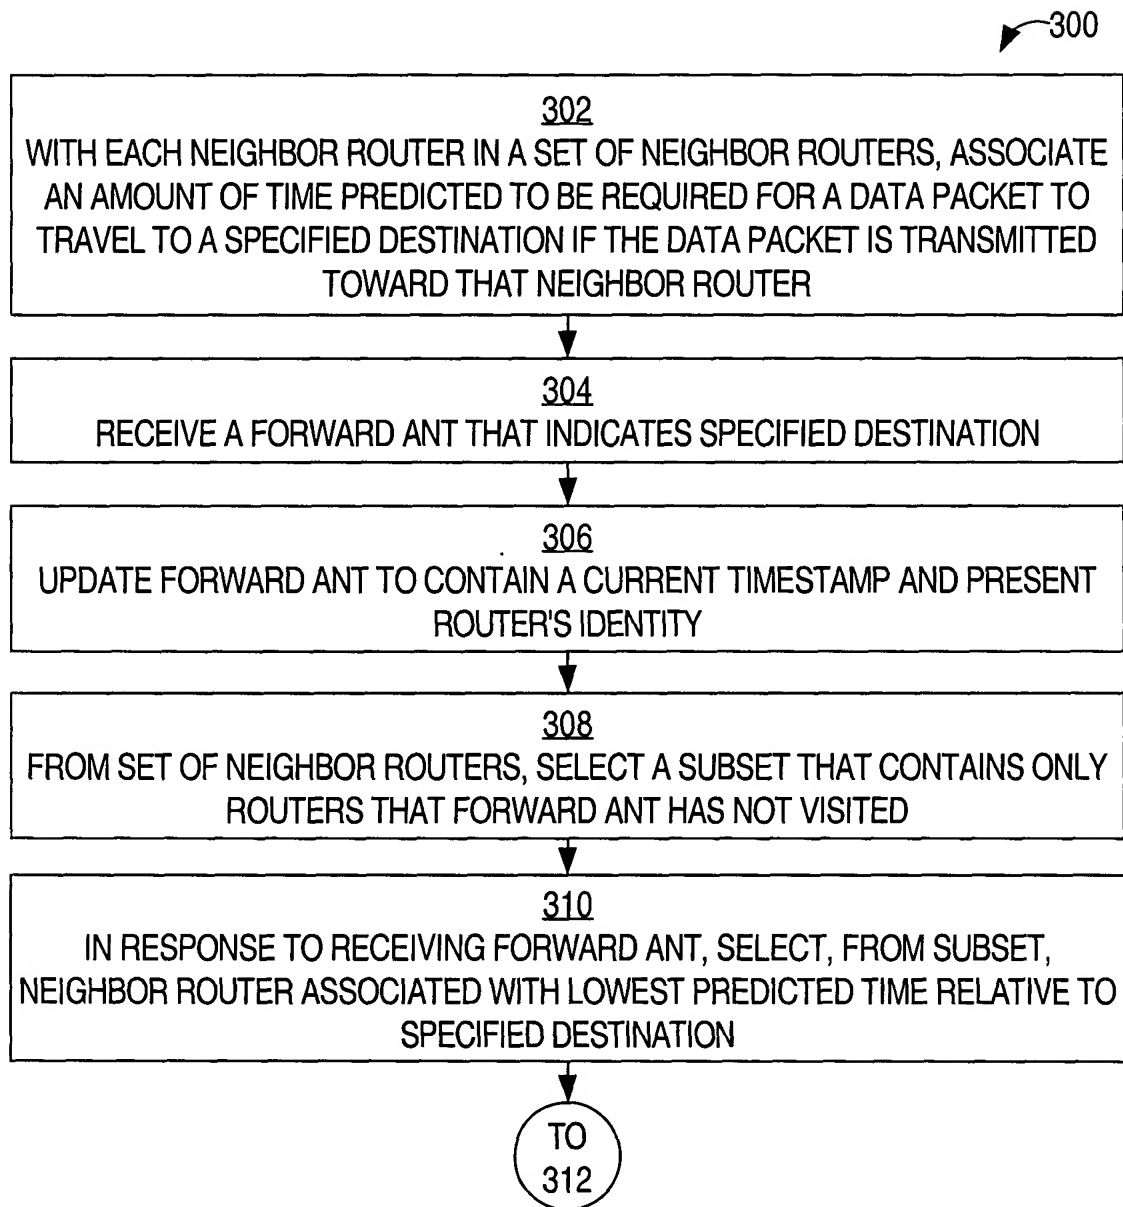 300
302
WITH EACH NEIGHBOR ROUTER IN A SET OF NEIGHBOR ROUTERS, ASSOCIATE
AN AMOUNT OF TIME PREDICTED TO BE REQUIRED FOR A DATA PACKET TO
TRAVEL TO A SPECIFIED DESTINATION IF THE DATA PACKET IS TRANSMITTED
TOWARD THAT NEIGHBOR ROUTER
304
RECEIVE A FORWARD ANT THAT INDICATES SPECIFIED DESTINATION
306
UPDATE FORWARD ANT TO CONTAIN A CURRENT TIMESTAMP AND PRESENT
ROUTER'S IDENTITY
308
FROM SET OF NEIGHBOR ROUTERS, SELECT A SUBSET THAT CONTAINS ONLY
ROUTERS THAT FORWARD ANT HAS NOT VISITED
310
IN RESPONSE TO RECEIVING FORWARD ANT, SELECT, FROM SUBSET,
NEIGHBOR ROUTER ASSOCIATED WITH LOWEST PREDICTED TIME RELATIVE TO
SPECIFIED DESTINATION
TO
312